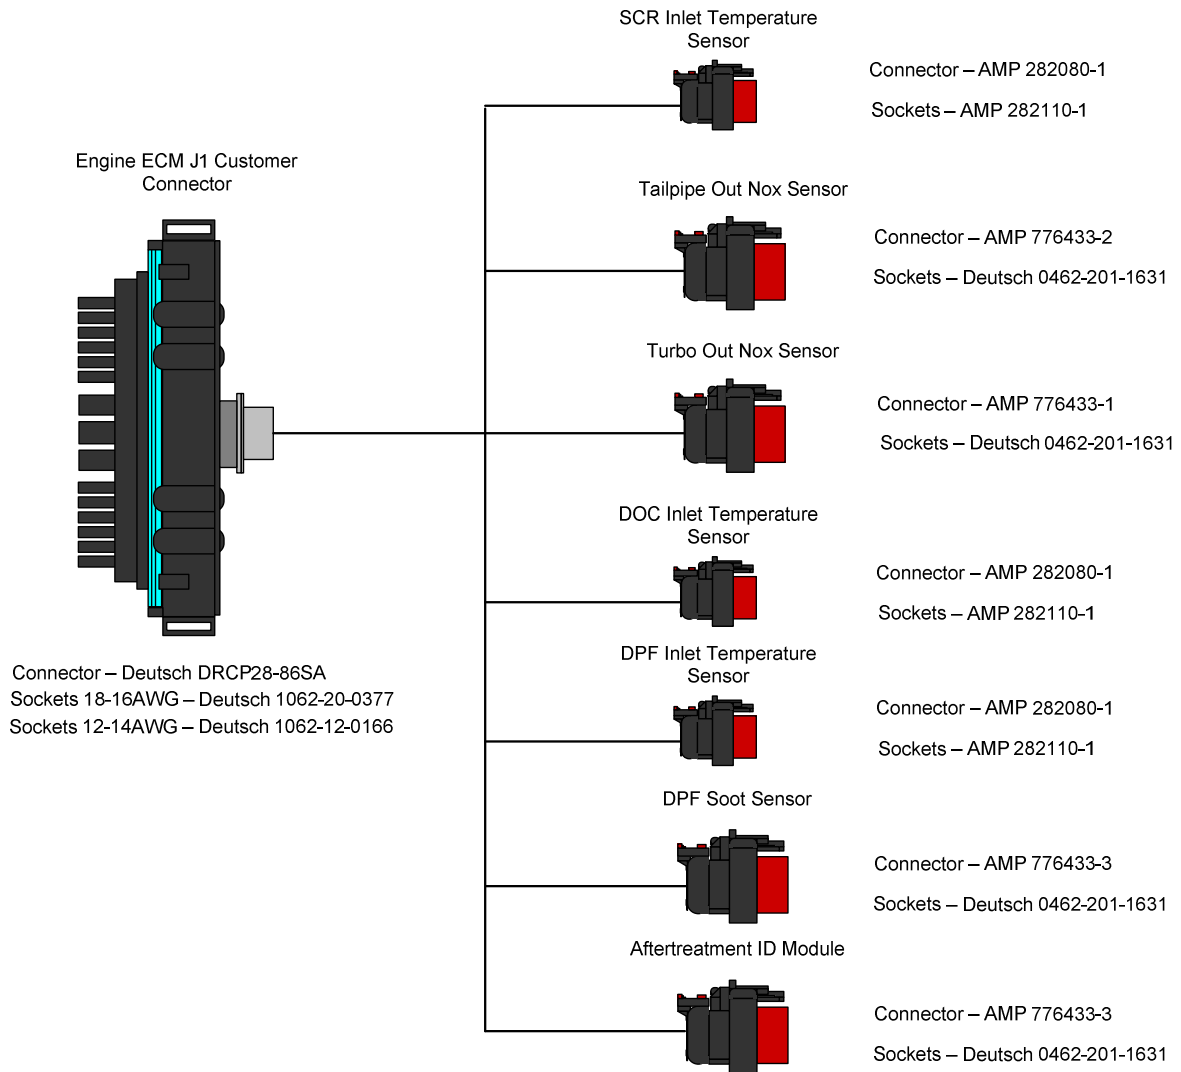 SCR Inlet Temperature
Sensor
Connector – AMP 282080-1
Sockets – AMP 282110-1
Engine ECM J1 Customer
Connector
Tailpipe Out Nox Sensor
Connector – AMP 776433-2
Sockets – Deutsch 0462-201-1631
Turbo Out Nox Sensor
Connector – AMP 776433-1
Sockets – Deutsch 0462-201-1631
DOC Inlet Temperature
Sensor
Connector – AMP 282080-1
Sockets – AMP 282110-1
Connector – Deutsch DRCP28-86SA
Sockets 18-16AWG – Deutsch 1062-20-0377
Sockets 12-14AWG – Deutsch 1062-12-0166
DPF Inlet Temperature
Sensor
Connector – AMP 282080-1
Sockets – AMP 282110-1
DPF Soot Sensor
Connector – AMP 776433-3
Sockets – Deutsch 0462-201-1631
Aftertreatment ID Module
Connector – AMP 776433-3
Sockets – Deutsch 0462-201-1631